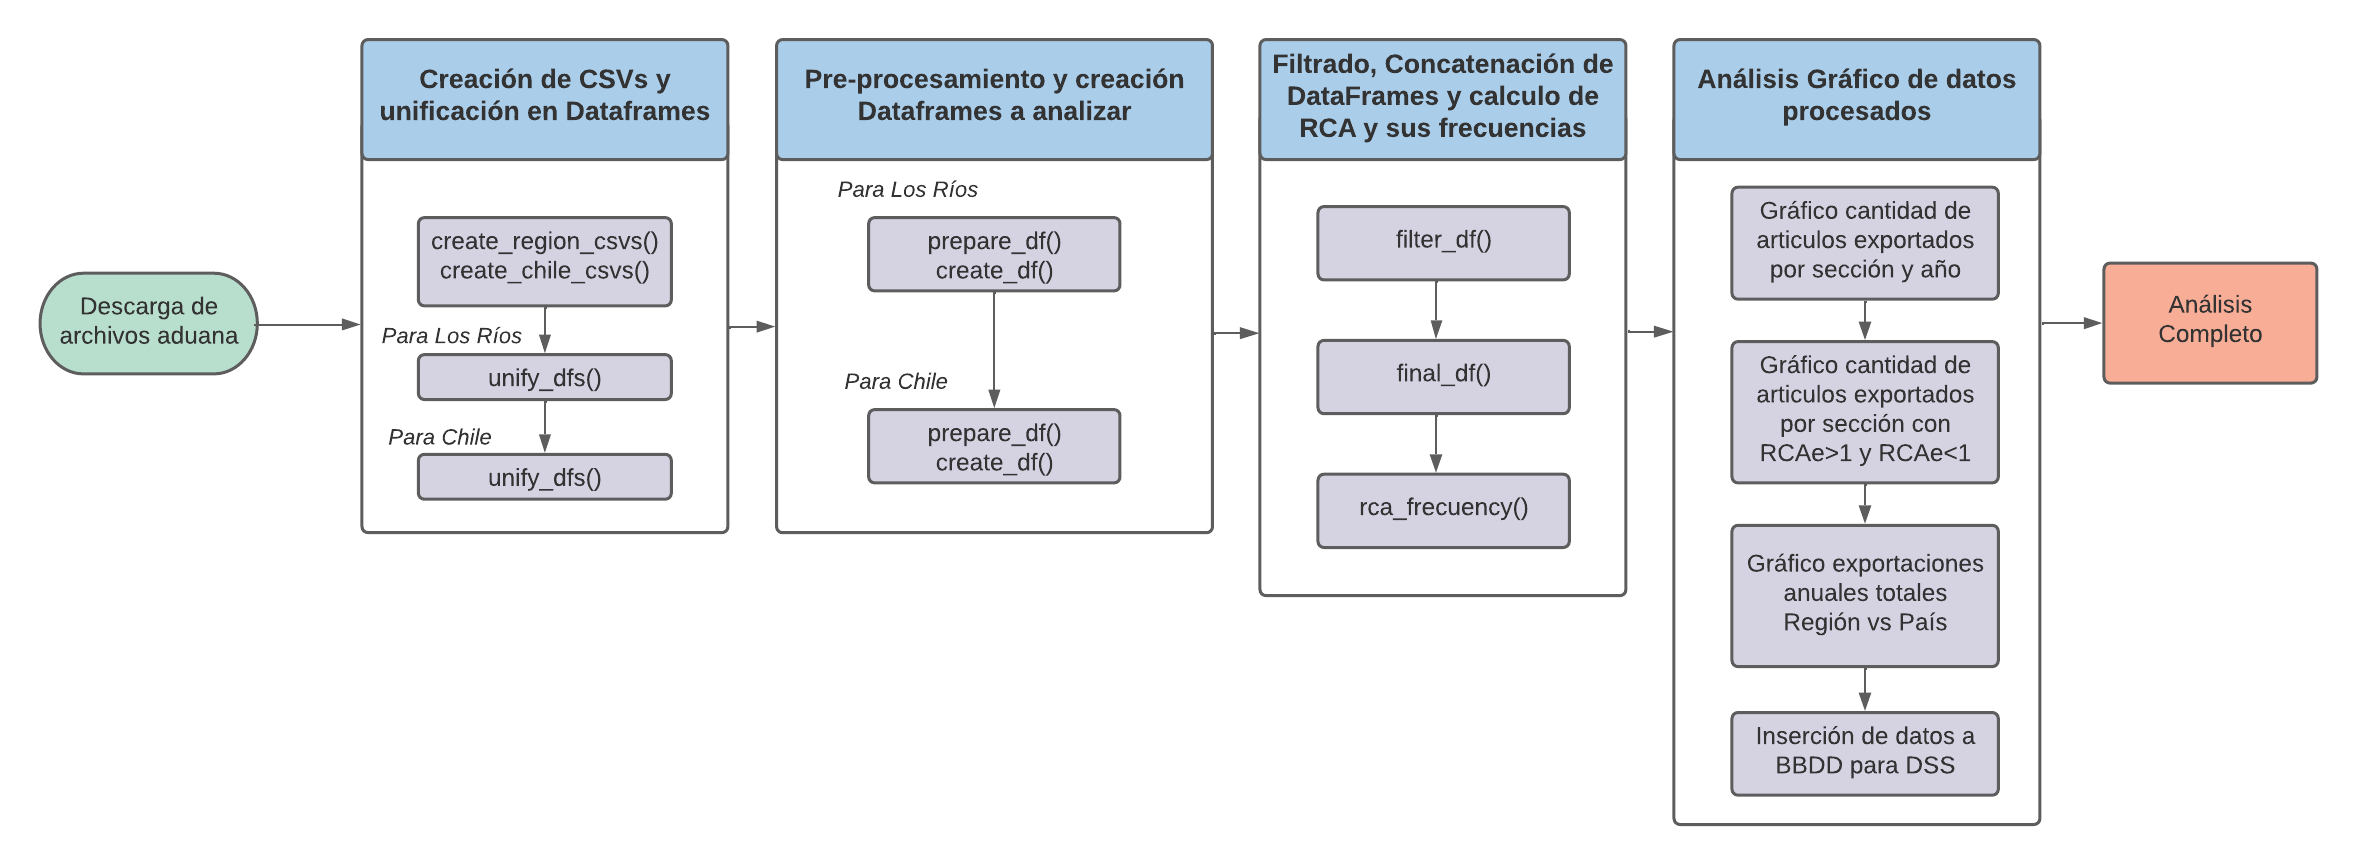 Descarga de
archivos aduana
Creación de CSVs y
unificación en Dataframes
create_region_csvs()
create_chile_csvs()
Para Los Ríos
unify_dfs()
Para Chile
unify_dfs()
Pre-procesamiento y creación
Dataframes a analizar
Para Los Ríos
prepare_df()
create_df()
Para Chile
prepare_df()
create_df()
Filtrado, Concatenación de
DataFrames y calculo de
RCA y sus frecuencias
filter_df()
final_df()
rca_frecuency()
Análisis Gráfico de datos
procesados
Gráfico cantidad de
articulos exportados
por sección y año
Gráfico cantidad de
articulos exportados
por sección con
RCAe>1 y RCAe<1
Gráfico exportaciones
anuales totales
Región vs País
Inserción de datos a
BBDD para DSS
Análisis
Completo